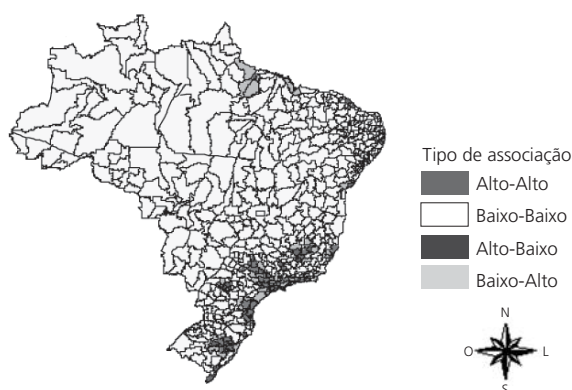 Tipo de associação
Alto-Alto
Baixo-Baixo
Alto-Baixo
Baixo-Alto
N
O L
S